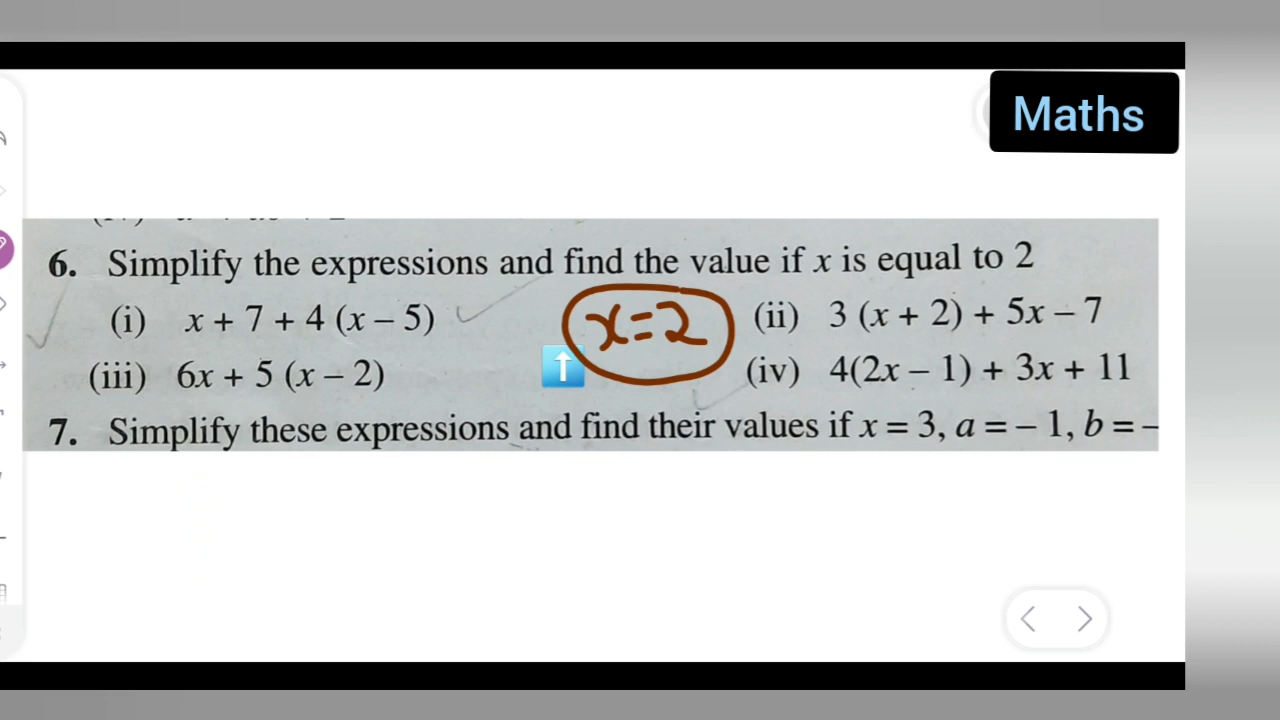 Maths
6. Simplify the expressions and find the value if x is equal to 2
(i) x + 7 + 4 (x – 5)
x=2
(ii) 3 (x + 2) + 5x – 7
(iii) 6x + 5 (x – 2)
(iv) 4(2x – 1) + 3x + 11
7. Simplify these expressions and find their values if x = 3, a = – 1, b = –